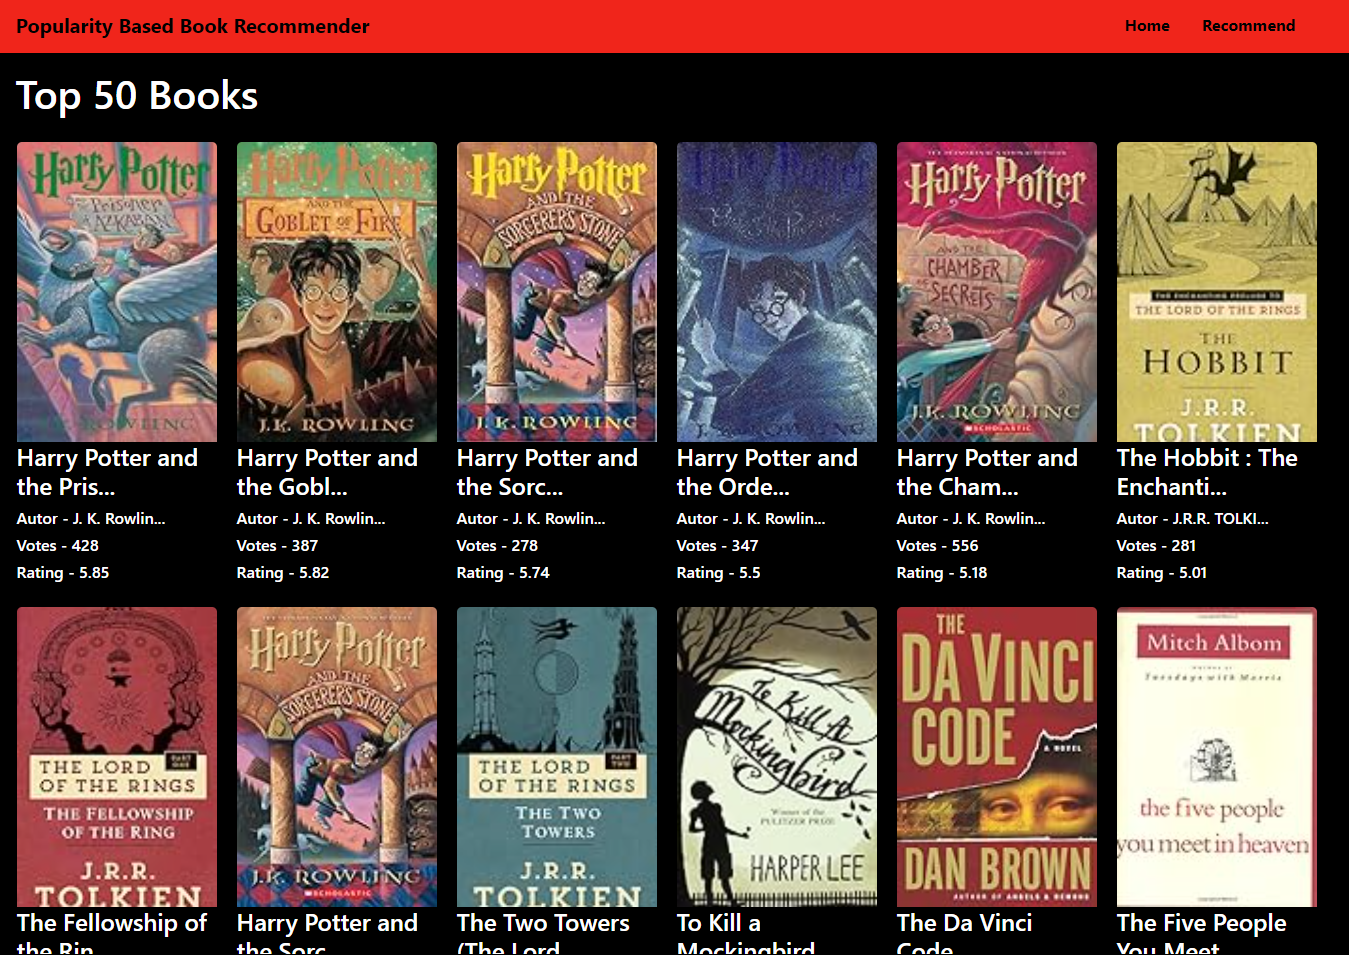 Popularity Based Book Recommender
Home Recommend
Top 50 Books
Harry Potter
Prisoner
AZKABAN
ROWLING
Harry Potter
AND THE
GOBLET OF FIRE
J.K. ROWLING
Harry Potter
AND THE
SORCERER'S STONE
J.K. ROWLING
Harry Potter
J.K. ROWLING
Harry Potter
AND THE
CHAMBER
OF SECRETS
J.K. ROWLING
SCHOLASTIC
THE ENCHANTING PRELUDE TO
THE LORD OF THE RINGS
THE
HOBBIT
J.R.R.
TOLKIEN
Harry Potter and
the Pris...
Autor - J. K. Rowlin...
Votes - 428
Rating - 5.85
Harry Potter and
the Gobl...
Autor - J. K. Rowlin...
Votes - 387
Rating - 5.82
Harry Potter and
the Sorc...
Autor - J. K. Rowlin...
Votes - 278
Rating - 5.74
Harry Potter and
the Orde...
Autor - J. K. Rowlin...
Votes - 347
Rating - 5.5
Harry Potter and
the Cham...
Autor - J. K. Rowlin...
Votes - 556
Rating - 5.18
The Hobbit : The
Enchanti...
Autor - J.R.R. TOLKI...
Votes - 281
Rating - 5.01
THE LORD
OF THE RINGS
PART
ONE
THE FELLOWSHIP
OF THE RING
J.R.R.
TOLKIEN
Harry Potter
AND THE
SORCERER'S STONE
J.K. ROWLING
SCHOLASTIC
THE LORD
OF THE RINGS
PART
TWO
THE TWO
TOWERS
J.R.R.
TOLKIEN
To Kill A
Mockingbird
Winner of the
PULITZER PRIZE
HARPER LEE
THE
DA VINCI
CODE
A NOVEL
DAN BROWN
AUTHOR OF ANGELS & DEMONS
Mitch Albom
Tuesdays with Morrie
the five people
you meet in heaven
The Fellowship of
the Rin
Harry Potter and
the Sorc
The Two Towers
(The Lord
To Kill a
Mockingbird
The Da Vinci
Code
The Five People
You Meet